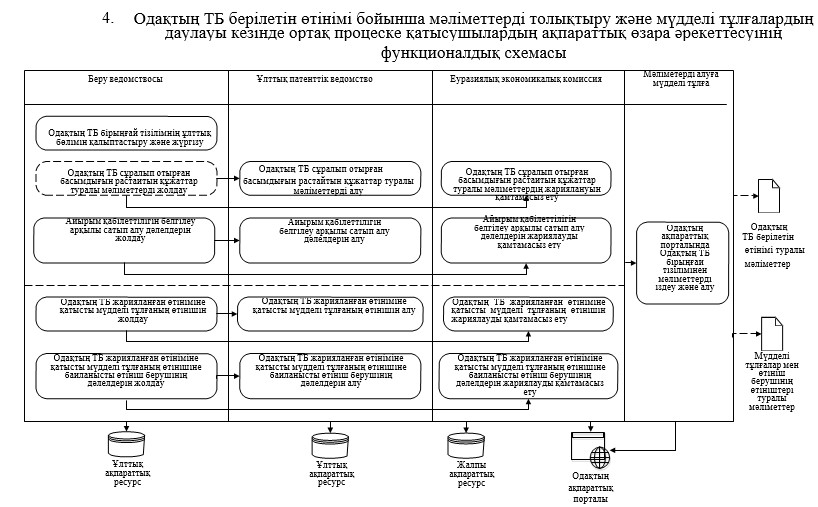 4. Одақтың ТБ берілетін өтінімі бойынша мәліметтерді толықтыру және мүдделі тұлғалардың
даулауы кезінде ортақ процеске қатысушылардың ақпараттық өзара әрекеттесуінің
функционалдық схемасы
Беру ведомствосы
Ұлттық патенттік ведомство
Еуразиялық экономикалық комиссия
Мәліметерді алуға
мүдделі тұлға
Одақтың ТБ бірыңғай тізілімнің ұлттық
бөлімін қалыптастыру және жүргізу
Одақтың ТБ сұралып отырған
басымдығын растайтын құжаттар
туралы мәліметтерді жолдау
Одақтың ТБ сұралып отырған
басымдығын растайтын құжаттар туралы
мәліметтерді алу
Одақтың ТБ сұралып отырған
басымдығын растайтын құжаттар
туралы мәліметтердің жариялануын
қамтамасыз ету
Айырым қабілеттілігін белгілеу
арқылы сатып алу дәлелдерін
жолдау
Айырым қабілеттілігін
белгілеу арқылы сатып алу
дәлелдерін алу
Айырым қабілеттілігін
белгілеу арқылы сатып алу
дәлелдерін жариялауды
қамтамасыз ету
Одақтың
ақпараттық
порталында
Одақтың ТБ
бірыңғай
тізілімінен
мәліметтерді
іздеу және алу
Одақтың
ТБ берілетін
өтінімі туралы
мәліметтер
Одақтың ТБ жарияланған өтініміне
қатысты мүдделі тұлғаның өтінішін
жолдау
Одақтың ТБ жарияланған өтініміне
қатысты мүдделі тұлғаның өтінішін алу
Одақтың ТБ жарияланған өтініміне
қатысты мүдделі тұлғаның өтінішін
жариялауды қамтамасыз ету
Одақтың ТБ жарияланған өтініміне
қатысты мүдделі тұлғаның өтінішіне
байланысты өтініш берушінің
дәлелдерін жолдау
Одақтың ТБ жарияланған өтініміне
қатысты мүдделі тұлғаның өтінішіне
байланысты өтініш берушінің
дәлелдерін алу
Одақтың ТБ жарияланған өтініміне
қатысты мүдделі тұлғаның өтінішіне
байланысты өтініш берушінің
дәлелдерін жариялауды қамтамасыз
ету
Мүдделі
тұлғалар мен
өтініш
берушінің
өтініштері
туралы
мәліметтер
Ұлттық
ақпараттық
ресурс
Ұлттық
ақпараттық
ресурс
Жалпы
ақпараттық
ресурс
Одақтың
ақпараттық
порталы